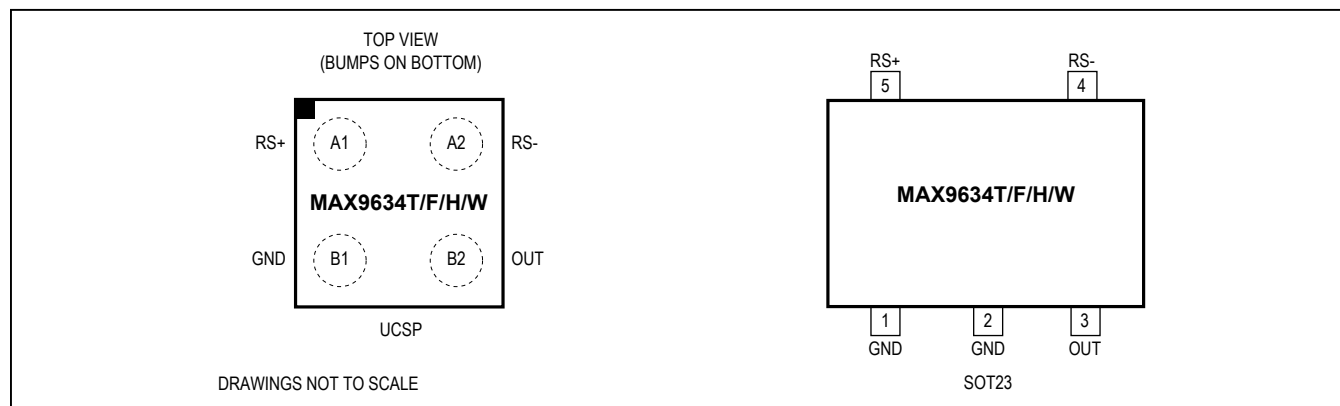 TOP VIEW
(BUMPS ON BOTTOM)
RS+
A1
A2
RS-
MAX9634T/F/H/W
GND
B1
B2
OUT
UCSP
DRAWINGS NOT TO SCALE
RS+
RS-
5
4
MAX9634T/F/H/W
1
2
3
GND
GND
OUT
SOT23